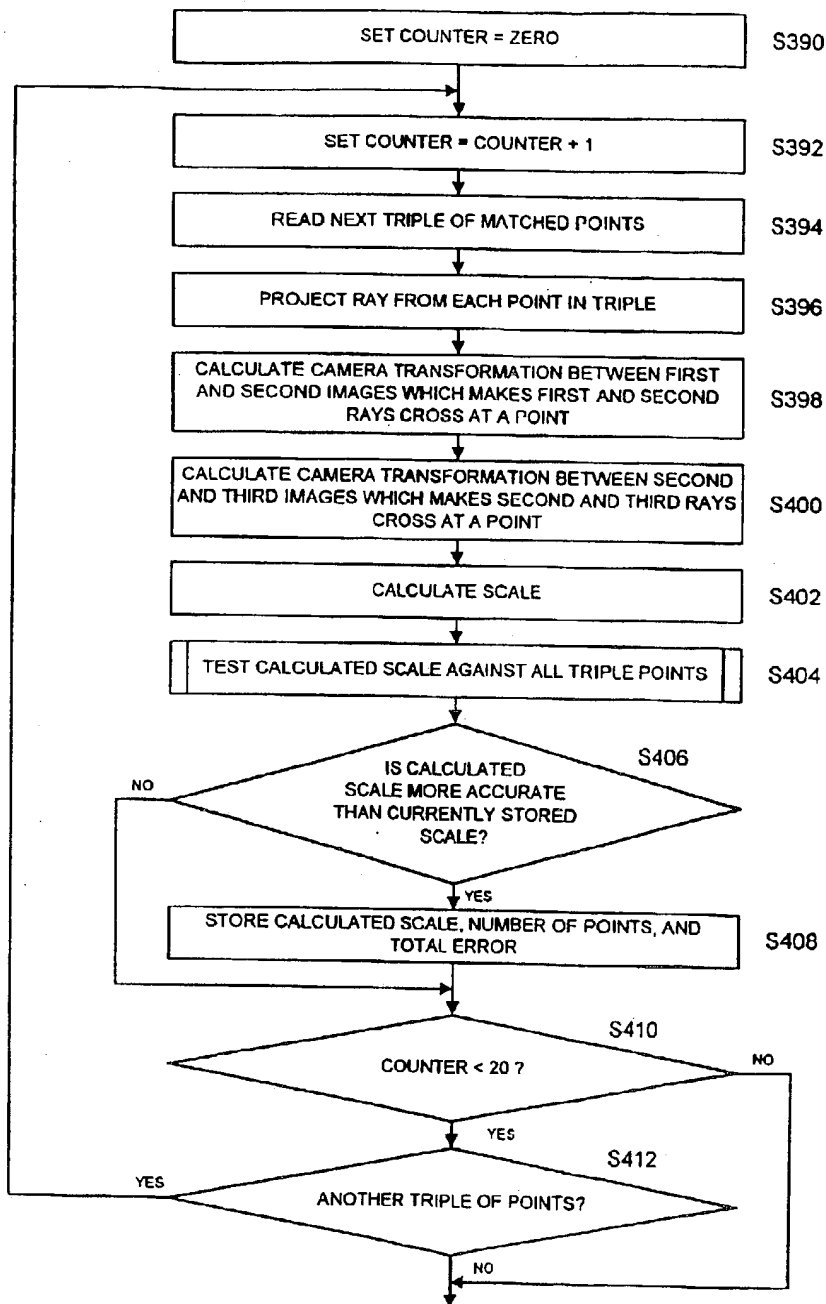 SET COUNTER = ZERO
S390
SET COUNTER = COUNTER + 1
S392
READ NEXT TRIPLE OF MATCHED POINTS
S394
PROJECT RAY FROM EACH POINT IN TRIPLE
S396
CALCULATE CAMERA TRANSFORMATION BETWEEN FIRST
AND SECOND IMAGES WHICH MAKES FIRST AND SECOND
RAYS CROSS AT A POINT
S398
CALCULATE CAMERA TRANSFORMATION BETWEEN SECOND
AND THIRD IMAGES WHICH MAKES SECOND AND THIRD RAYS
CROSS AT A POINT
S400
CALCULATE SCALE
S402
TEST CALCULATED SCALE AGAINST ALL TRIPLE POINTS
S404
S406
IS CALCULATED
SCALE MORE ACCURATE
THAN CURRENTLY STORED
SCALE?
NO
YES
STORE CALCULATED SCALE, NUMBER OF POINTS, AND
TOTAL ERROR
S408
S410
COUNTER < 20 ?
NO
YES
S412
YES
ANOTHER TRIPLE OF POINTS?
NO